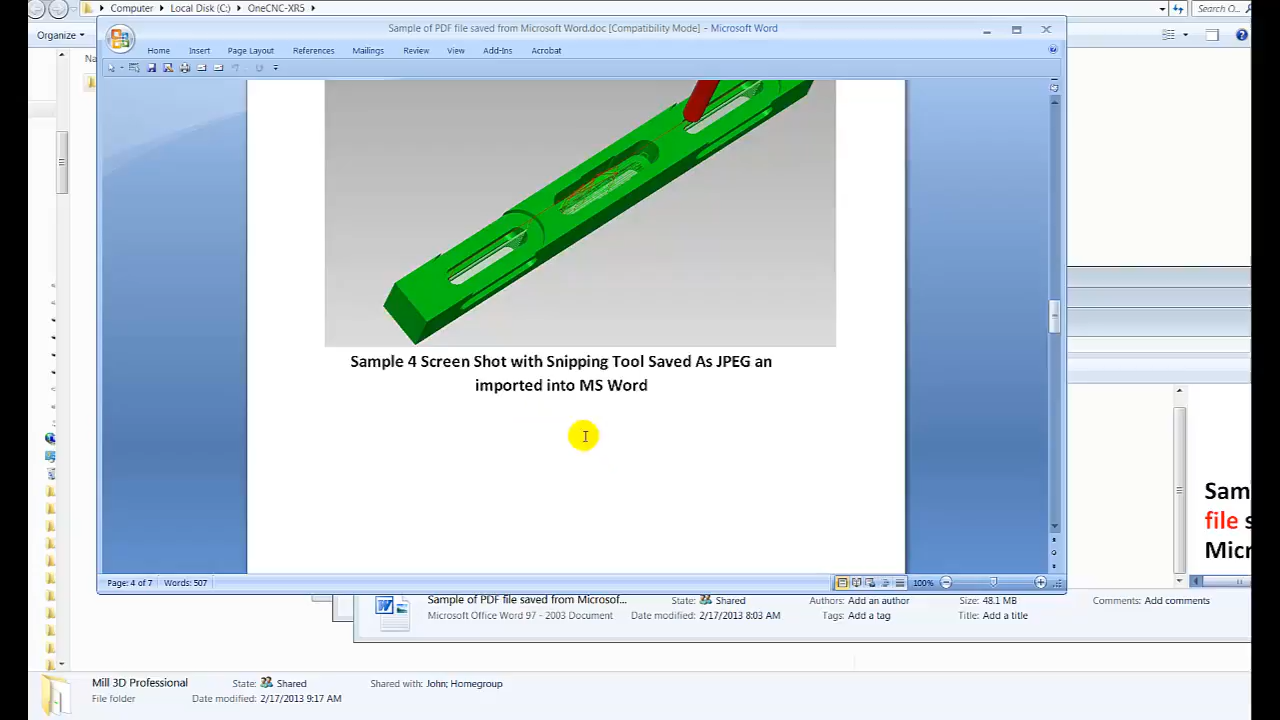 Computer Local Disk (C:) OneCNC-XR5
Search O...
Organize
Sample of PDF file saved from Microsoft Word.doc [Compatibility Mode] - Microsoft Word
Home Insert Page Layout References Mailings Review View Add-Ins Acrobat
Na
Sample 4 Screen Shot with Snipping Tool Saved As JPEG an
imported into MS Word
Sam
file s
Micr
Page: 4 of 7 Words: 507
100%
Sample of PDF file saved from Microsof... State: Shared Authors: Add an author Size: 48.1 MB Comments: Add comments
Microsoft Office Word 97 - 2003 Document Date modified: 2/17/2013 8:03 AM Tags: Add a tag Title: Add a title
Mill 3D Professional State: Shared Shared with: John; Homegroup
File folder Date modified: 2/17/2013 9:17 AM